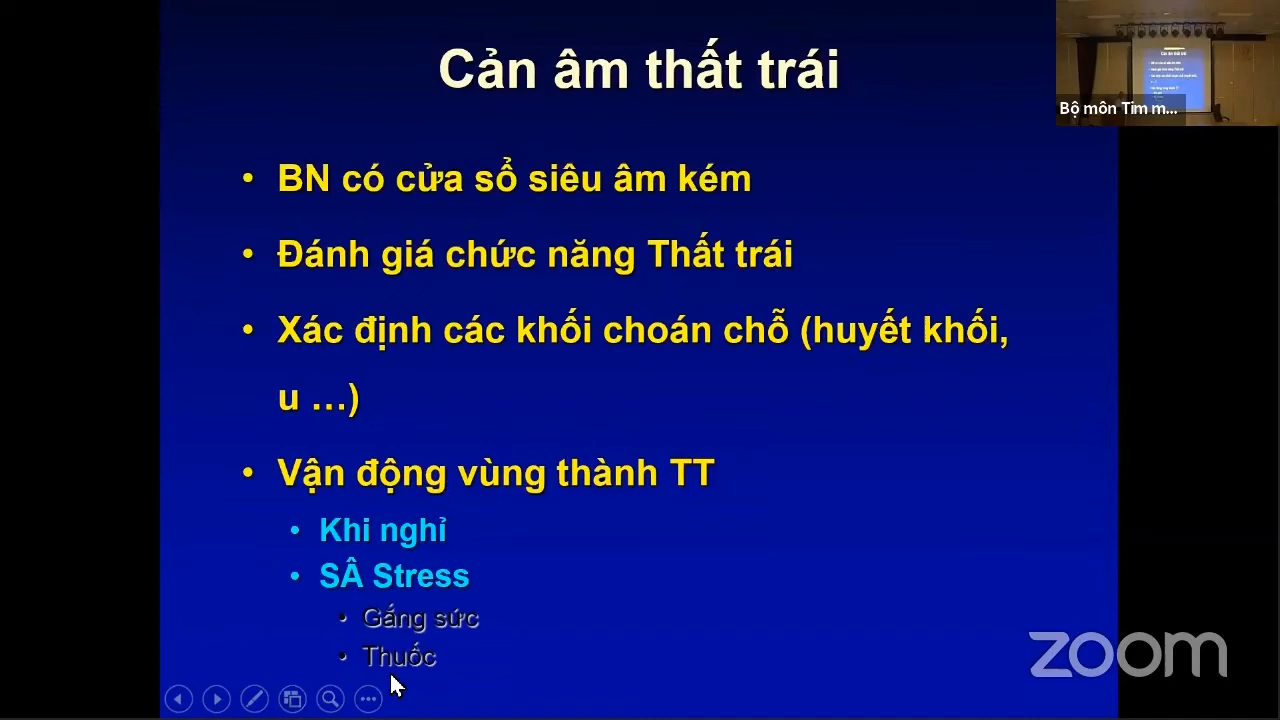 Cản âm thất trái
• BN có cửa sổ siêu âm kém
• Đánh giá chức năng Thất trái
• Xác định các khối choán chỗ (huyết khối,
u ...)
• Vận động vùng thành TT
• Khi nghỉ
• SÂ Stress
• Gắng sức
• Thuốc
Bộ môn Tim m...
zoom